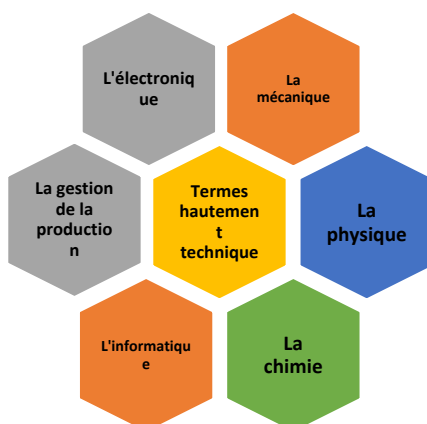 L'électroniq
ue
La
mécanique
La gestion
de la
productio
n
Termes
hautemen
t
technique
La
physique
L'informatiqu
e
La
chimie